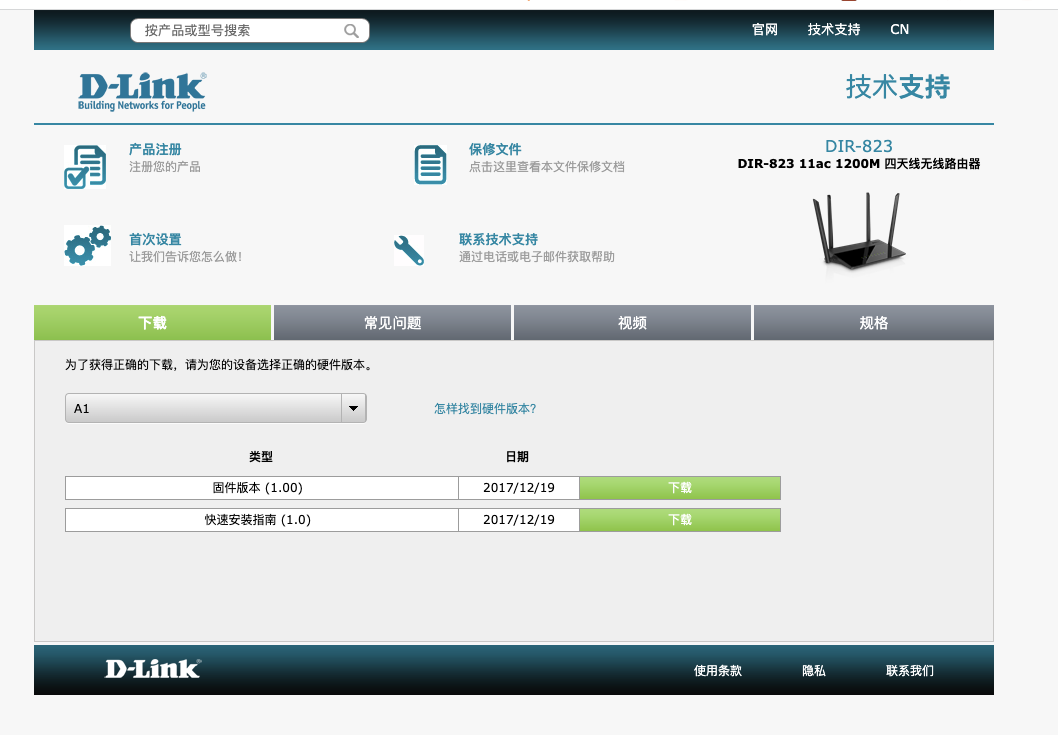 按产品或型号搜索
官网 技术支持 CN
D-Link®
Building Networks for People
技术支持
产品注册
注册您的产品
保修文件
点击这里查看本文件保修文档
DIR-823
DIR-823 11ac 1200M 四天线无线路由器
首次设置
让我们告诉您怎么做!
联系技术支持
通过电话或电子邮件获取帮助
下载 常见问题 视频 规格
为了获得正确的下载，请为您的设备选择正确的硬件版本。
A1
怎样找到硬件版本?
类型 日期
固件版本 (1.00) 2017/12/19 下载
快速安装指南 (1.0) 2017/12/19 下载
D-Link®
使用条款 隐私 联系我们